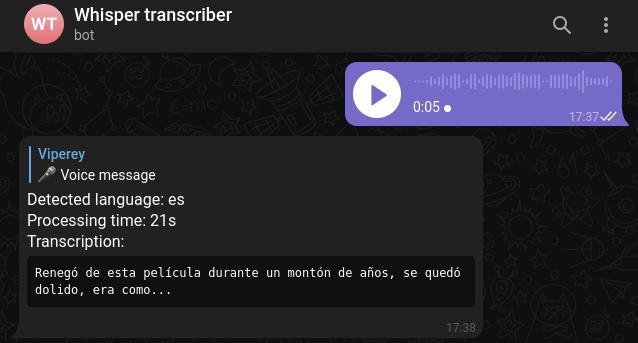 WT
Whisper transcriber
bot
0:05
17:37
Viperey
🎤 Voice message
Detected language: es
Processing time: 21s
Transcription:
Renegó de esta película durante un montón de años, se quedó
dolido, era como...
17:38